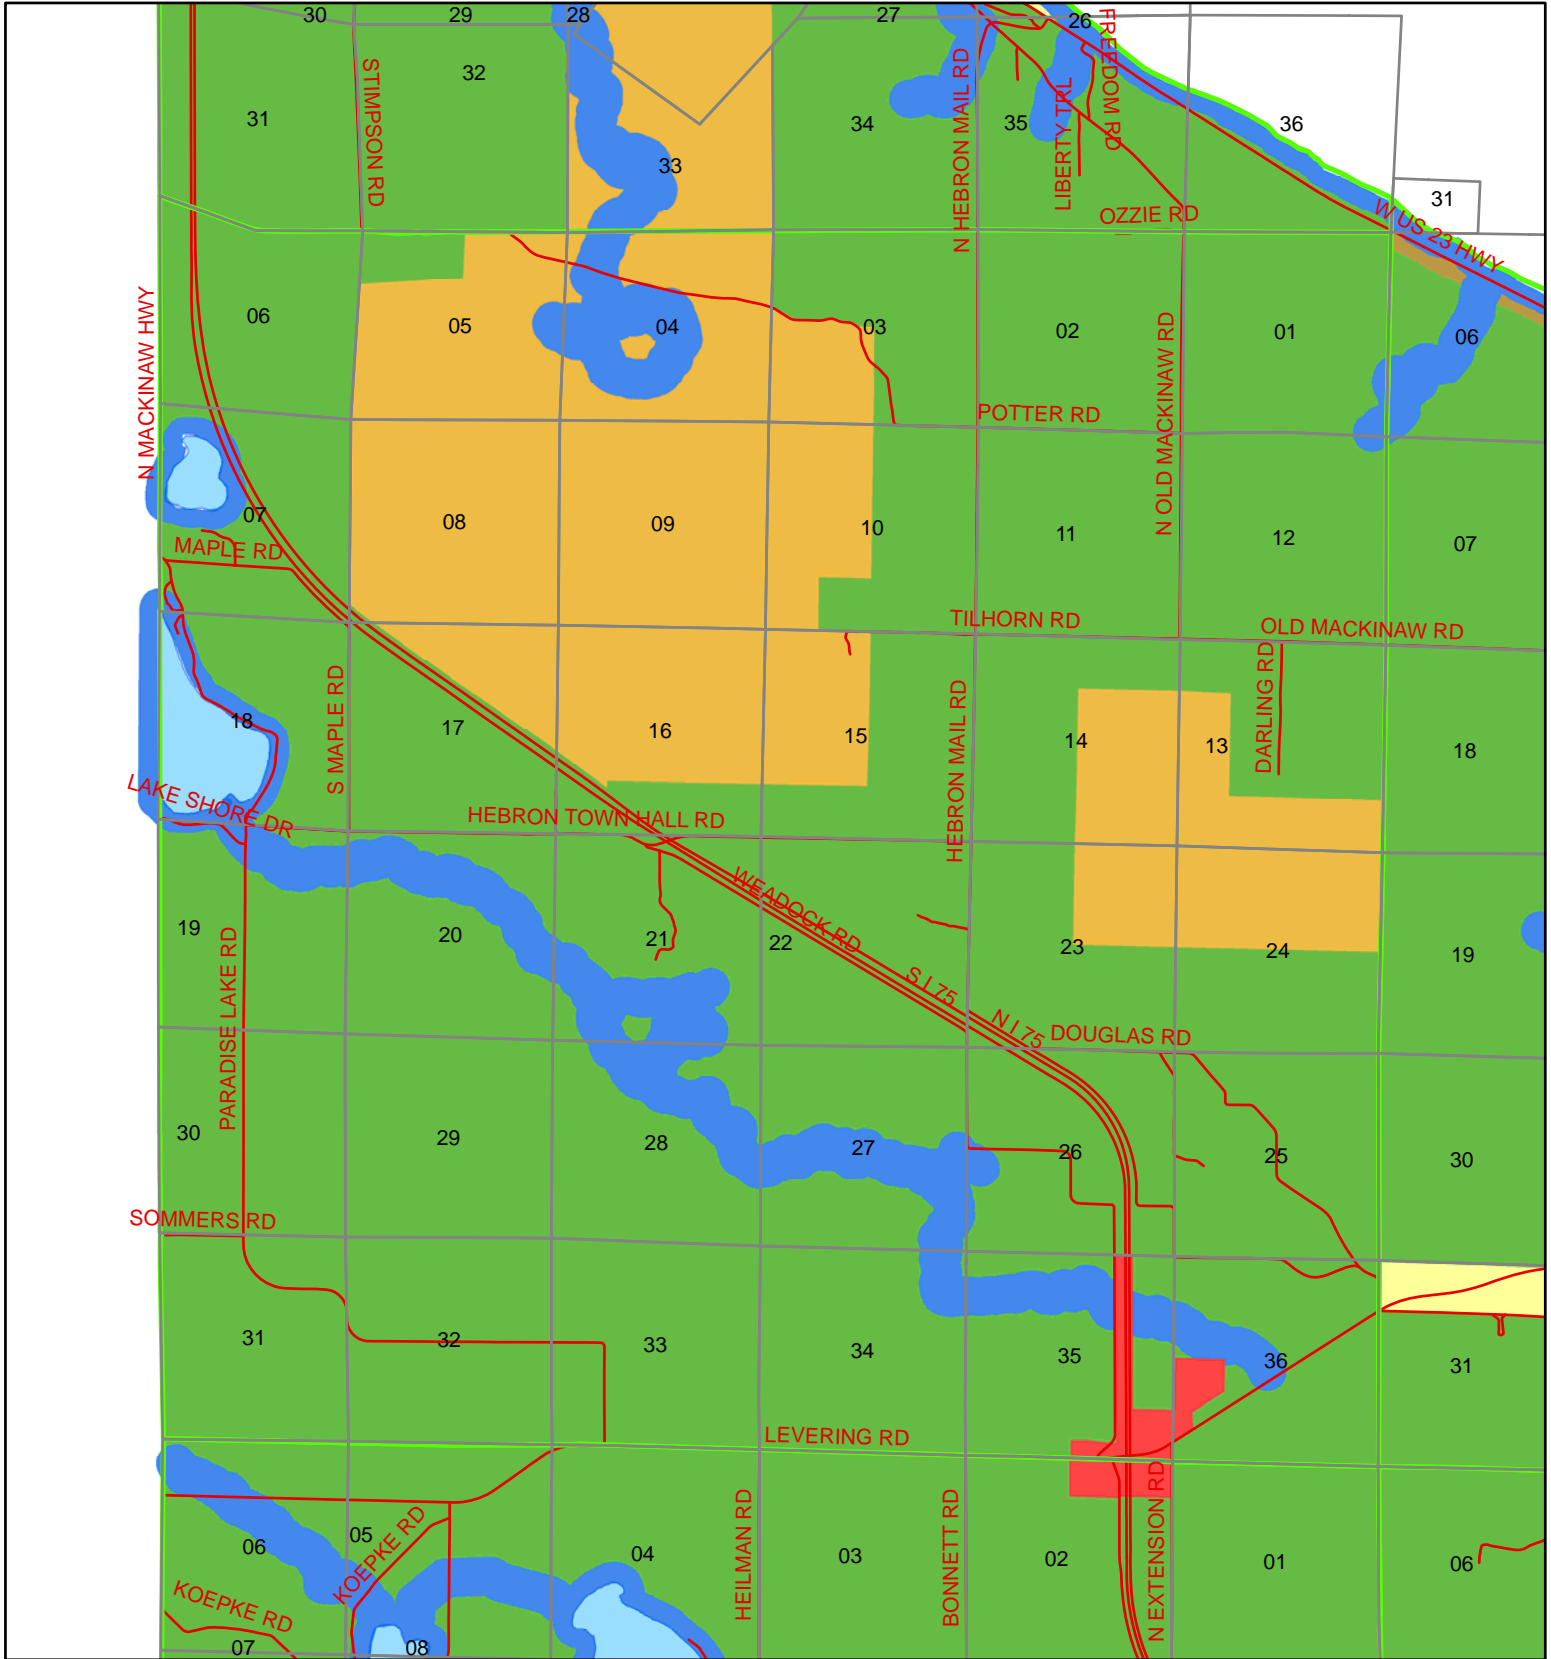 30
29
28
27
26
FREEDOM RD
32
STIMPSON RD
N HEBRON MAIL RD
LIBERTY TRL
31
34
35
36
33
31
OZZIE RD
W US 23 HWY
N MACKINAW HWY
06
05
04
03
02
01
06
N OLD MACKINAW RD
POTTER RD
07
08
09
10
11
12
07
MAPLE RD
TILHORN RD
OLD MACKINAW RD
DARLING RD
S MAPLE RD
HEBRON MAIL RD
18
17
16
15
14
13
18
LAKE SHORE DR
HEBRON TOWN HALL RD
WEADOCK RD
19
20
21
22
23
24
19
PARADISE LAKE RD
S I 75
N I 75
DOUGLAS RD
30
29
28
27
26
25
30
SOMMERS RD
31
32
33
34
35
36
31
LEVERING RD
HEILMAN RD
BONNETT RD
N EXTENSION RD
06
05
KOEPKE RD
04
03
02
01
06
KOEPKE RD
07
08